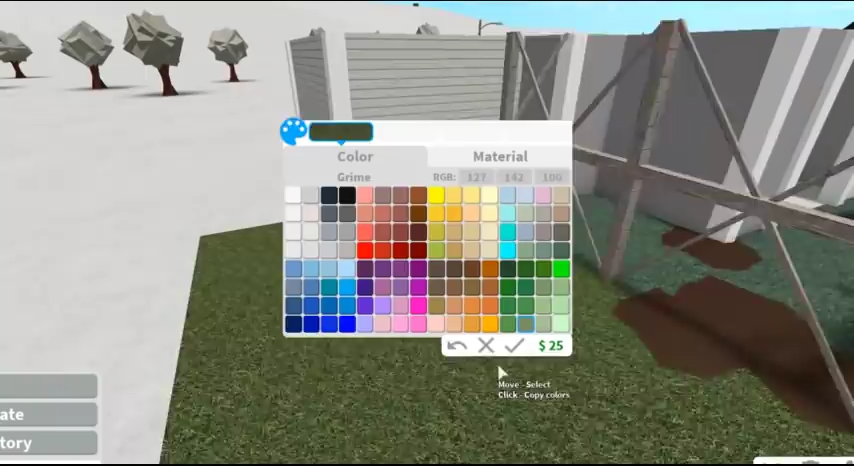 Color
Material
Grime
RGB: 127 142 100
$ 25
Move - Select
Click - Copy colors
ate
tory